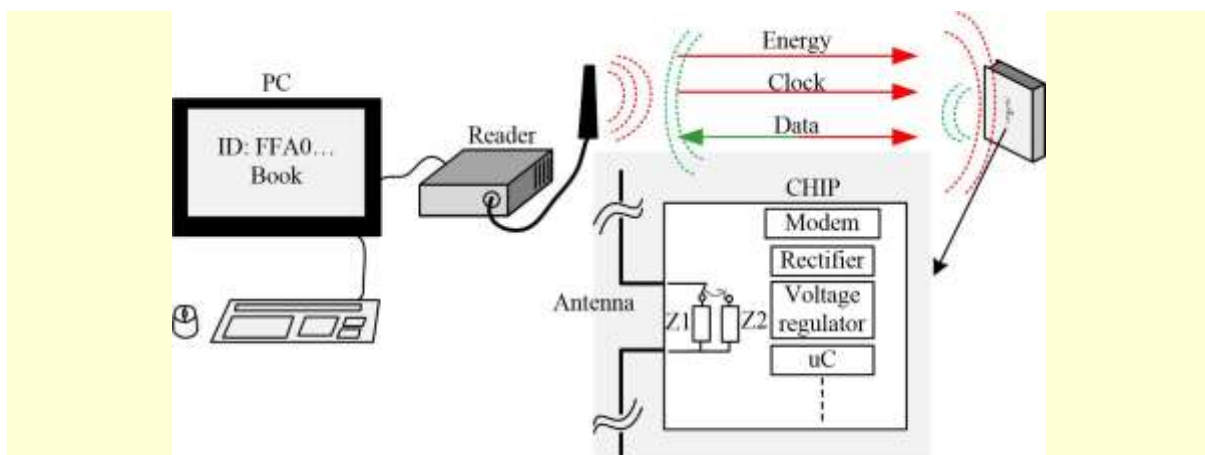 PC
ID: FFA0…
Book
Reader
Energy
Clock
Data
CHIP
Modem
Rectifier
Voltage
regulator
uC
Antenna
Z1
Z2